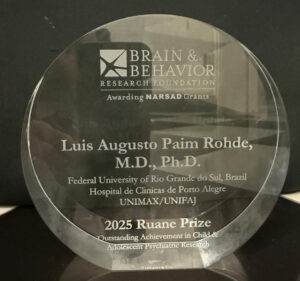 BRAIN &
BEHAVIOR
RESEARCH FOUNDATION
Awarding NARSAD Grants
Luis Augusto Paim Rohde,
M.D., Ph.D.
Federal University of Rio Grande do Sul, Brazil
Hospital de Clinicas de Porto Alegre
UNIMAX/UNIFAJ
2025 Ruane Prize
Outstanding Achievement in Child &
Adolescent Psychiatric Research